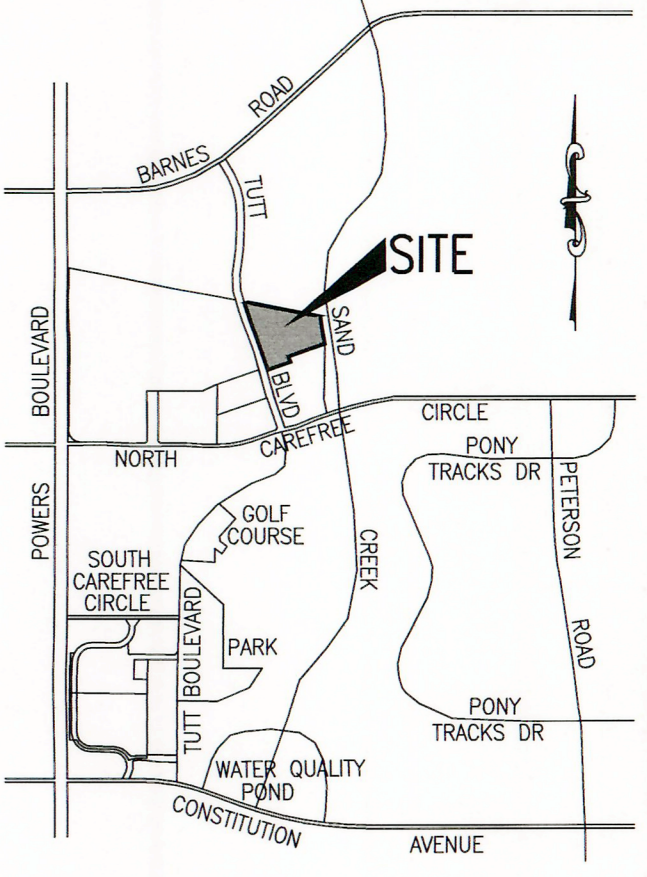 BARNES ROAD
TUTT
SITE
SAND
BOULEVARD
BLVD
CIRCLE
CAREFREE
NORTH
PONY
TRACKS DR
PETERSON
POWERS
GOLF
COURSE
CREEK
SOUTH
CAREFREE
CIRCLE
BOULEVARD
PARK
ROAD
TUTT
PONY
TRACKS DR
WATER QUALITY
POND
CONSTITUTION
AVENUE